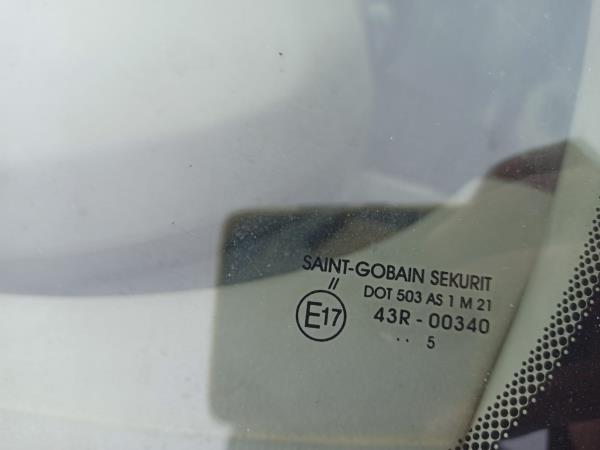 SAINT-GOBAIN SEKURIT
// DOT 503 AS 1 M 21
E17 43R - 00340
·· 5